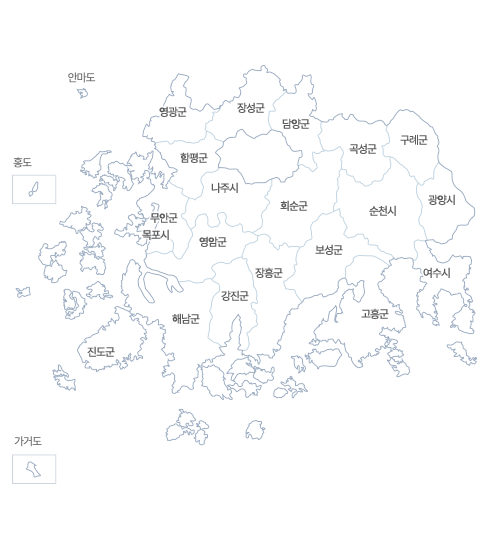 안마도
영광군
장성군
담양군
구례군
곡성군
함평군
홍도
나주시
광양시
회순군
순천시
무안군
목포시
영암군
보성군
장흥군
여수시
강진군
고흥군
해남군
진도군
가거도